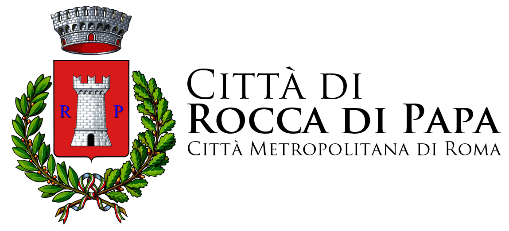 R P
Città di
Rocca di Papa
Città Metropolitana di Roma